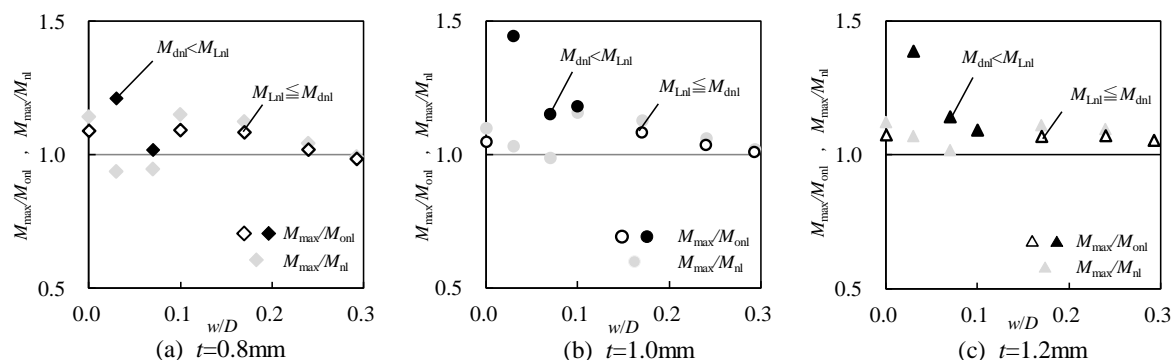 1.5
1.0
0.5
M_max/M_onl , M_max/M_nl
M_dnl<M_Lnl
M_Lnl≦M_dnl
M_max/M_onl
M_max/M_nl
0.0 0.1 0.2 0.3
w/D
(a) t=0.8mm
1.5
1.0
0.5
M_max/M_onl , M_max/M_nl
M_dnl<M_Lnl
M_Lnl≦M_dnl
M_max/M_onl
M_max/M_nl
0.0 0.1 0.2 0.3
w/D
(b) t=1.0mm
1.5
1.0
0.5
M_max/M_onl , M_max/M_nl
M_dnl<M_Lnl
M_Lnl≦M_dnl
M_max/M_onl
M_max/M_nl
0.0 0.1 0.2 0.3
w/D
(c) t=1.2mm